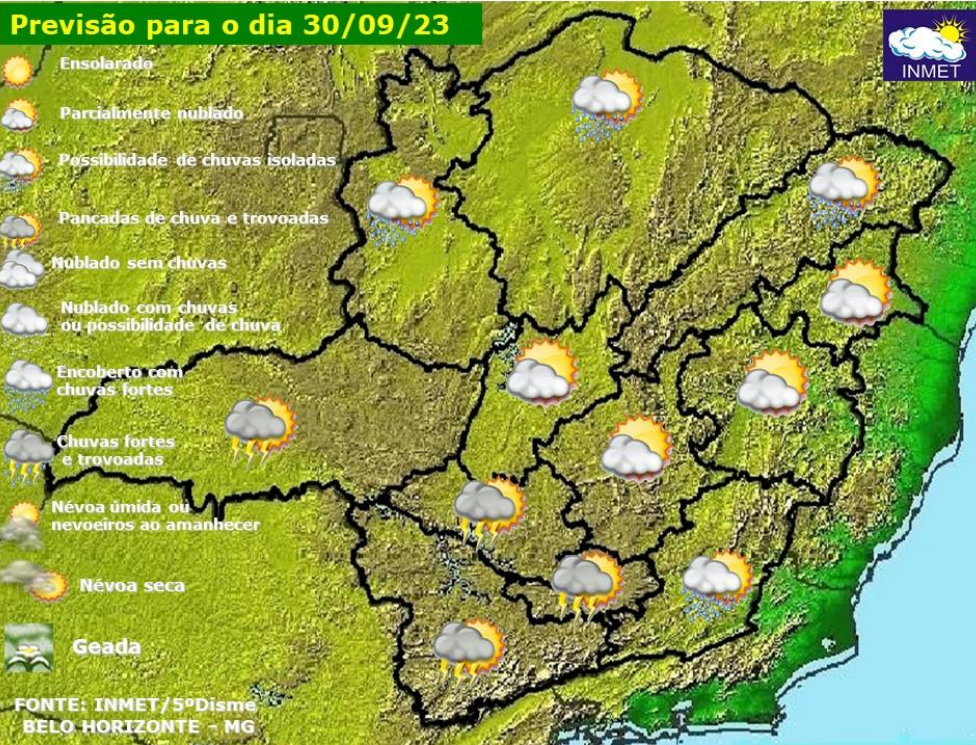 Previsão para o dia 30/09/23
INMET
Ensolarado
Parcialmente nublado
Possibilidade de chuvas isoladas
Pancadas de chuva e trovoadas
Nublado sem chuvas
Nublado com chuvas
ou possibilidade de chuva
Encoberto com
chuvas fortes
Chuvas fortes
e trovoadas
Névoa úmida ou
nevoeiros ao amanhecer
Névoa seca
Geada
FONTE: INMET/5ºDisme
BELO HORIZONTE - MG